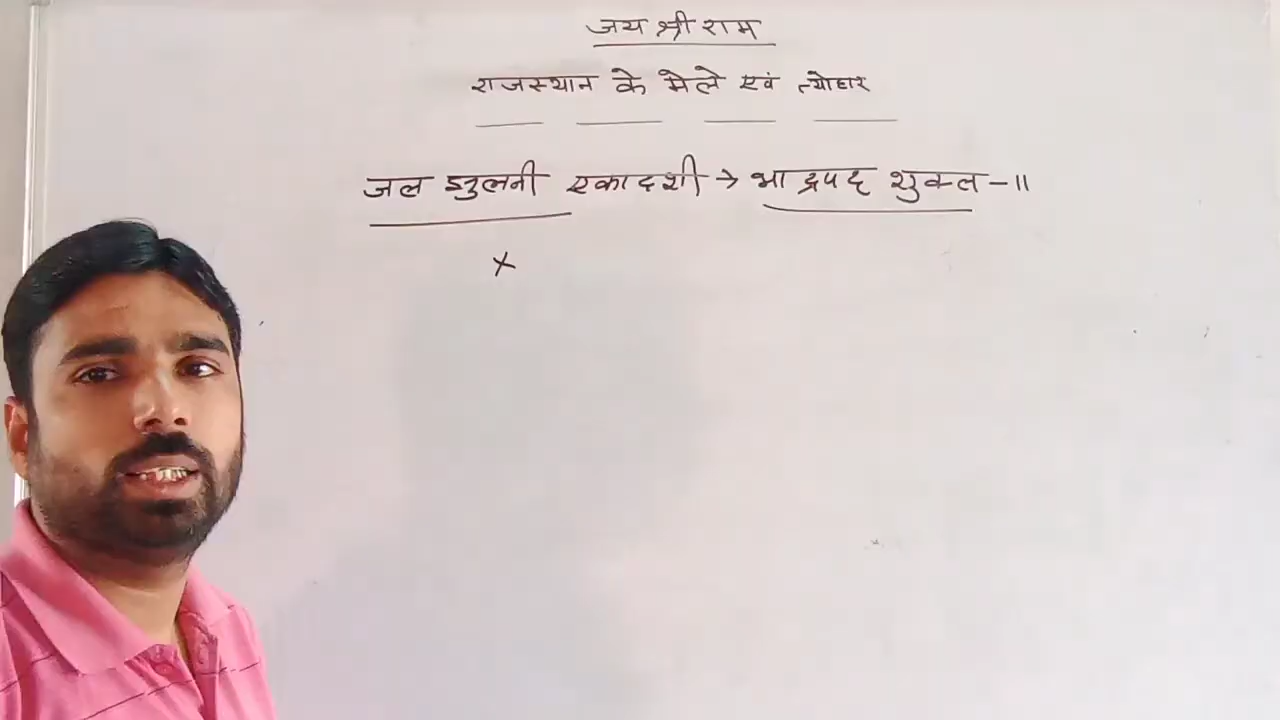 जय श्री राम
राजस्थान के मेले एवं त्योहार
जल झुलनी एकादशी → भाद्रपद शुक्ल - 11
×